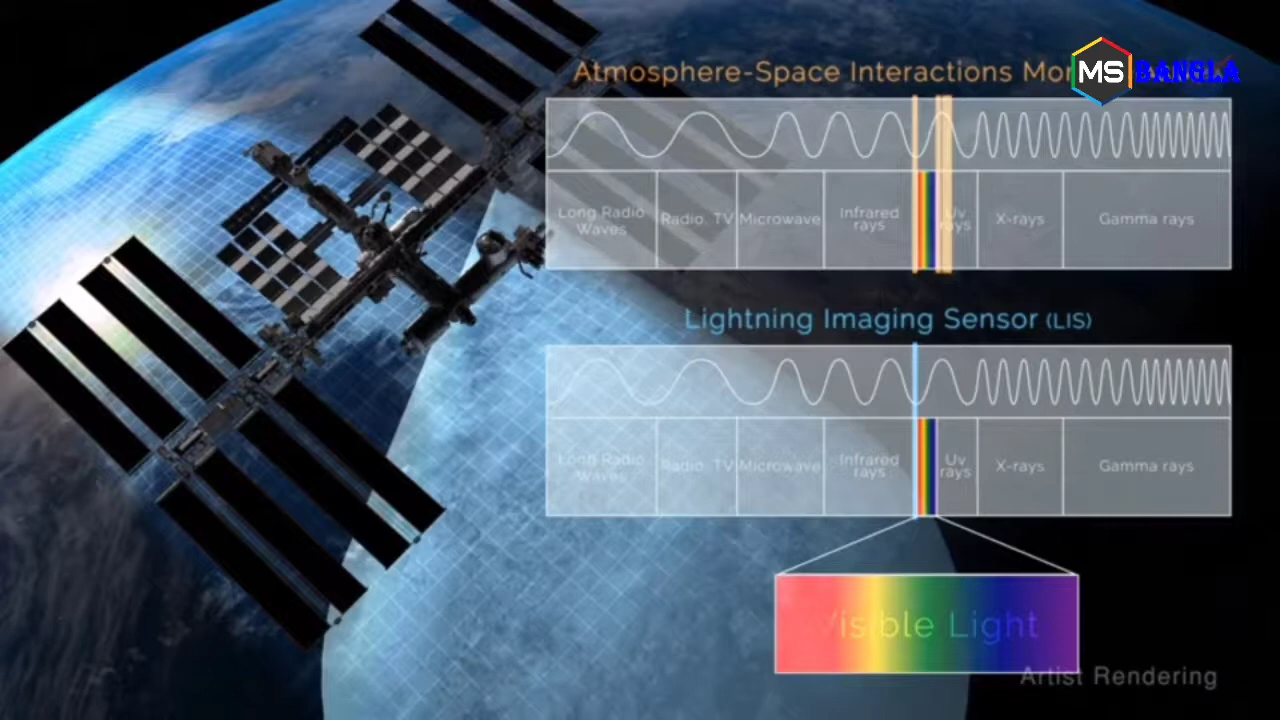 Atmosphere-Space Interactions
MS BANGLA
Long Radio
Waves
Radio. TV
Microwave
Infrared
rays
Uv
rays
X-rays
Gamma rays
Lightning Imaging Sensor (LIS)
Long Radio
Waves
Radio. TV
Microwave
Infrared
rays
Uv
rays
X-rays
Gamma rays
Visible Light
Artist Rendering